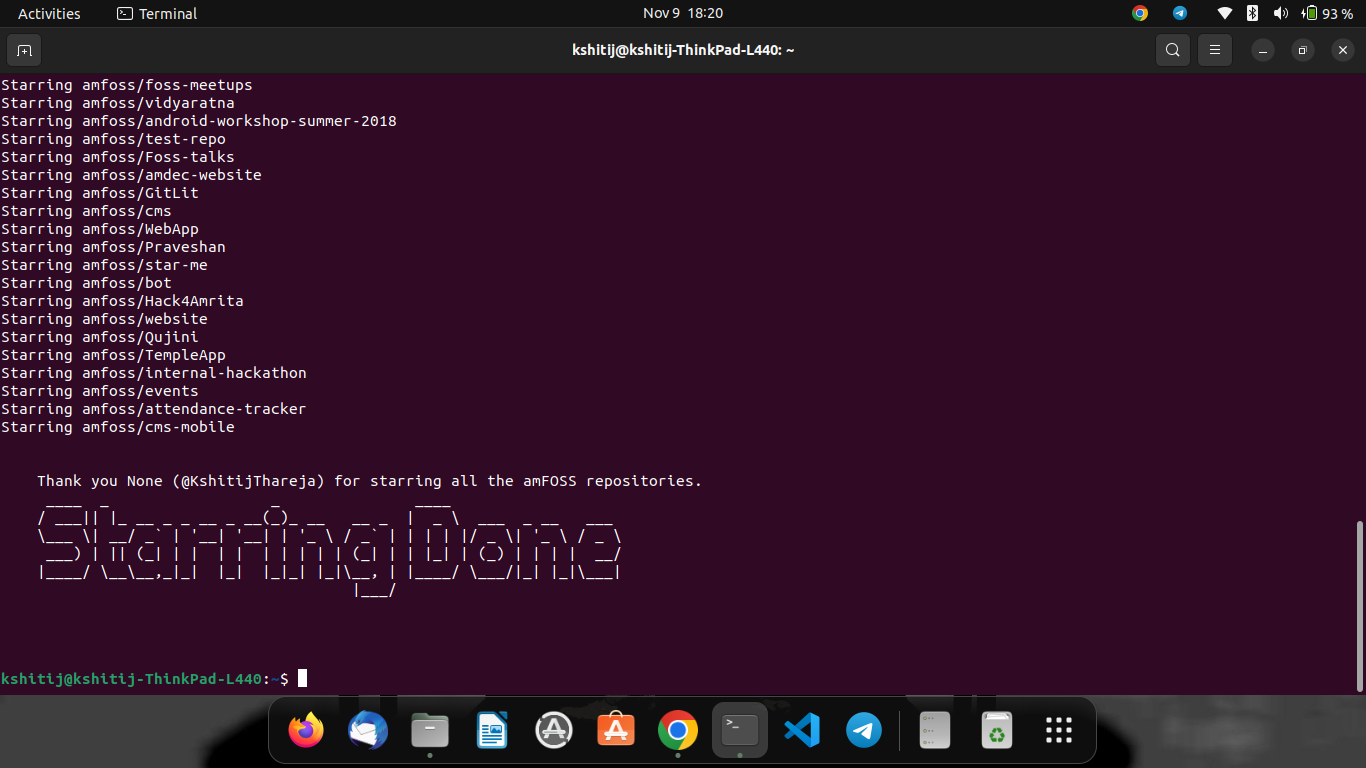 Activities
Terminal
Nov 9 18:20
93 %
kshitij@kshitij-ThinkPad-L440: ~
Starring amfoss/foss-meetups
Starring amfoss/vidyaratna
Starring amfoss/android-workshop-summer-2018
Starring amfoss/test-repo
Starring amfoss/Foss-talks
Starring amfoss/amdec-website
Starring amfoss/GitLit
Starring amfoss/cms
Starring amfoss/WebApp
Starring amfoss/Praveshan
Starring amfoss/star-me
Starring amfoss/bot
Starring amfoss/Hack4Amrita
Starring amfoss/website
Starring amfoss/Qujini
Starring amfoss/TempleApp
Starring amfoss/internal-hackathon
Starring amfoss/events
Starring amfoss/attendance-tracker
Starring amfoss/cms-mobile
Thank you None (@KshitijThareja) for starring all the amFOSS repositories.
Starring Done
kshitij@kshitij-ThinkPad-L440:~$